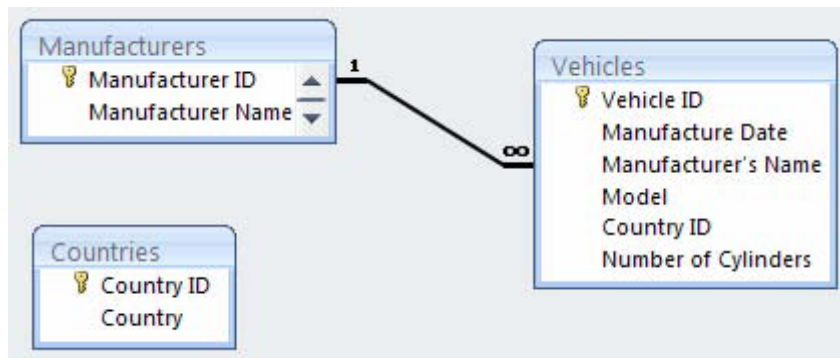 Manufacturers
Manufacturer ID
Manufacturer Name
1
∞
Vehicles
Vehicle ID
Manufacture Date
Manufacturer's Name
Model
Country ID
Number of Cylinders
Countries
Country ID
Country